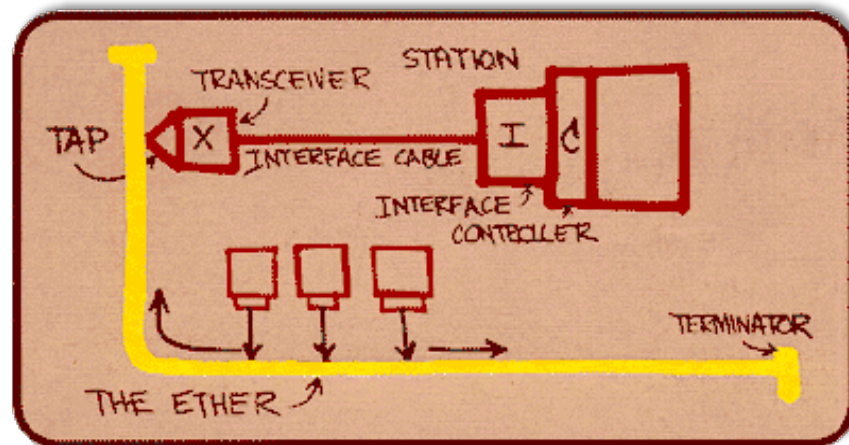 STATION
TRANSCEIVER
TAP
X
I
C
INTERFACE CABLE
INTERFACE
CONTROLLER
TERMINATOR
THE ETHER